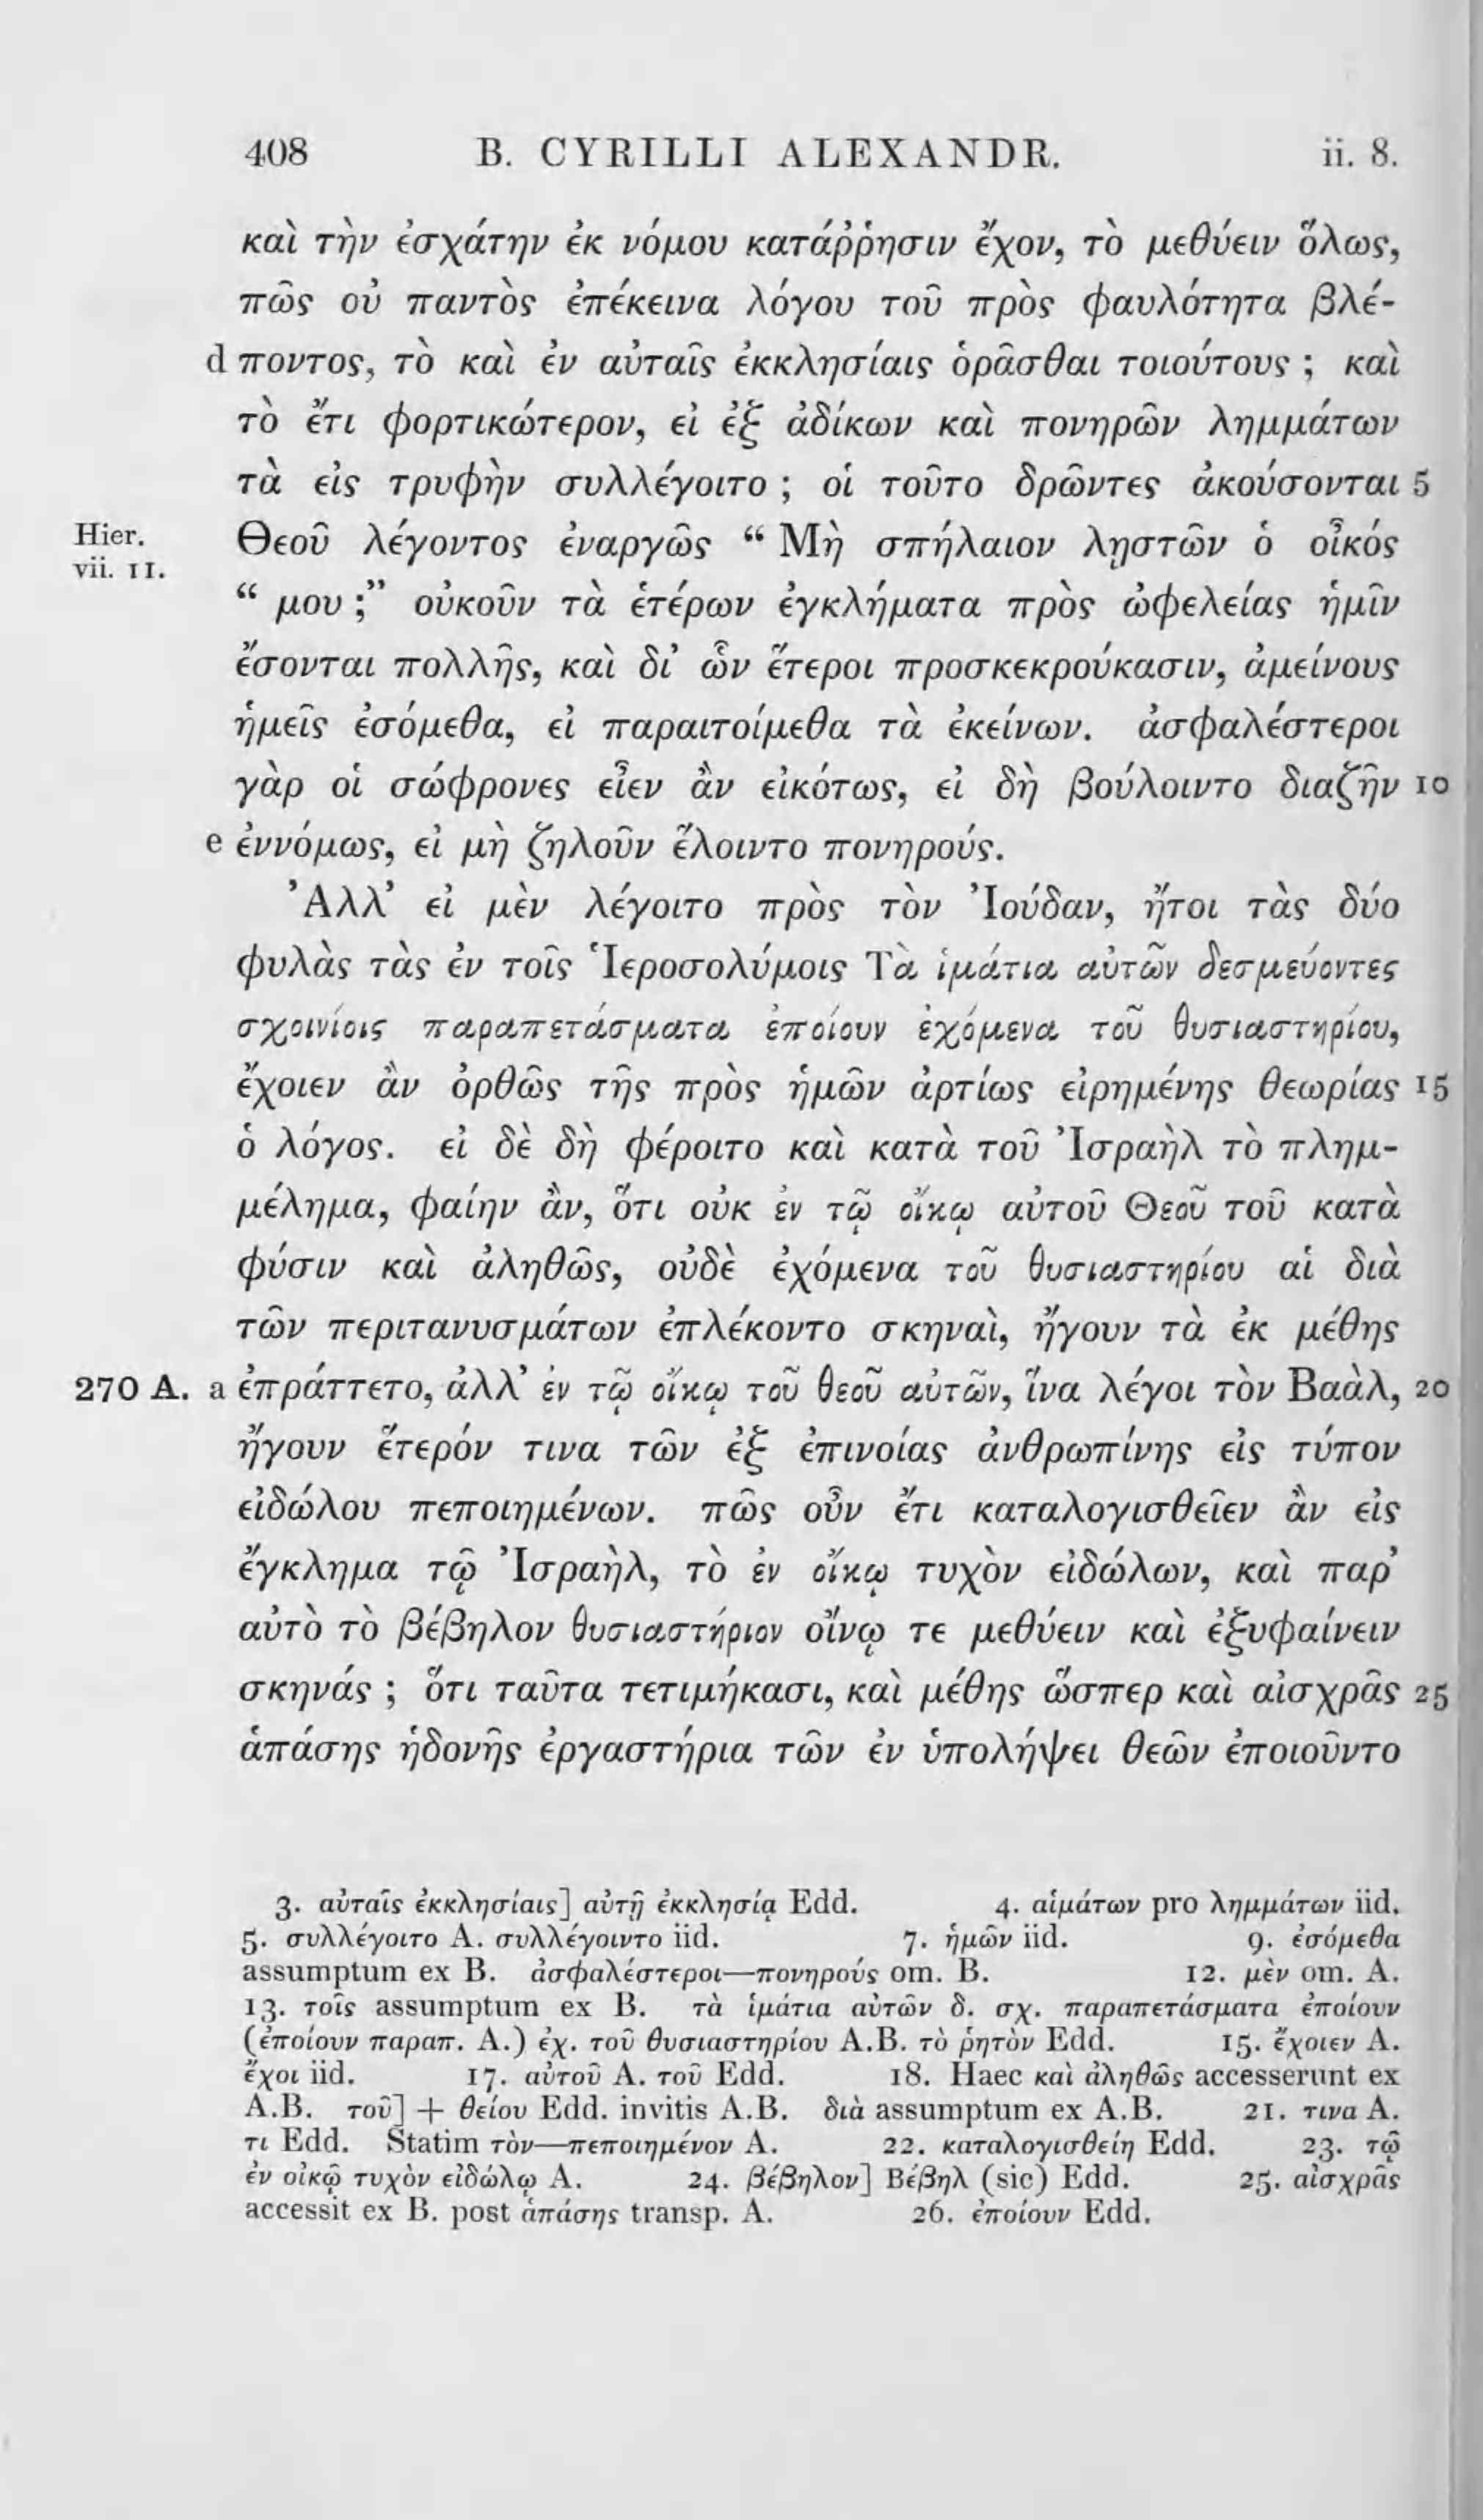 408 B. CYRILLI ALEXANDR. ii. 8.
καὶ τὴν ἐσχάτην ἐκ νόμου κατάῤῥησιν ἔχον, τὸ μεθύειν ὅλως,
πῶς οὐ παντὸς ἐπέκεινα λόγου τοῦ πρὸς φαυλότητα βλέ-
d ποντος, τὸ καὶ ἐν αὐταῖς ἐκκλησίαις ὁρᾶσθαι τοιούτους ; καὶ
τὸ ἔτι φορτικώτερον, εἰ ἐξ ἀδίκων καὶ πονηρῶν λημμάτων
τὰ εἰς τρυφὴν συλλέγοιτο ; οἱ τοῦτο δρῶντες ἀκούσονται 5
Hier. Θεοῦ λέγοντος ἐναργῶς “ Μὴ σπήλαιον λῃστῶν ὁ οἶκός
vii. 11.
“ μου ;” οὐκοῦν τὰ ἑτέρων ἐγκλήματα πρὸς ὠφελείας ἡμῖν
ἔσονται πολλῆς, καὶ δι’ ὧν ἕτεροι προσκεκρούκασιν, ἀμείνους
ἡμεῖς ἐσόμεθα, εἰ παραιτοίμεθα τὰ ἐκείνων. ἀσφαλέστεροι
γὰρ οἱ σώφρονες εἶεν ἂν εἰκότως, εἰ δὴ βούλοιντο διαζῆν 10
e ἐννόμως, εἰ μὴ ζηλοῦν ἕλοιντο πονηρούς.
Ἀλλ’ εἰ μὲν λέγοιτο πρὸς τὸν Ἰούδαν, ἤτοι τὰς δύο
φυλὰς τὰς ἐν τοῖς Ἱεροσολύμοις Τὰ ἱμάτια αὐτῶν δεσμεύοντες
σχοινίοις παραπετάσματα ἐποίουν ἐχόμενα τοῦ θυσιαστηρίου,
ἔχοιεν ἂν ὀρθῶς τῆς πρὸς ἡμῶν ἀρτίως εἰρημένης θεωρίας 15
ὁ λόγος. εἰ δὲ δὴ φέροιτο καὶ κατὰ τοῦ Ἰσραὴλ τὸ πλημ-
μέλημα, φαίην ἂν, ὅτι οὐκ ἐν τῷ οἴκῳ αὐτοῦ Θεοῦ τοῦ κατὰ
φύσιν καὶ ἀληθῶς, οὐδὲ ἐχόμενα τοῦ θυσιαστηρίου αἱ διὰ
τῶν περιτανυσμάτων ἐπλέκοντο σκηναὶ, ἤγουν τὰ ἐκ μέθης
270 A. a ἐπράττετο, ἀλλ’ ἐν τῷ οἴκῳ τοῦ θεοῦ αὐτῶν, ἵνα λέγοι τὸν Βαὰλ, 20
ἤγουν ἕτερόν τινα τῶν ἐξ ἐπινοίας ἀνθρωπίνης εἰς τύπον
εἰδώλου πεποιημένων. πῶς οὖν ἔτι καταλογισθεῖεν ἂν εἰς
ἔγκλημα τῷ Ἰσραὴλ, τὸ ἐν οἴκῳ τυχὸν εἰδώλων, καὶ παρ’
αὐτὸ τὸ βέβηλον θυσιαστήριον οἴνῳ τε μεθύειν καὶ ἐξυφαίνειν
σκηνάς ; ὅτι ταῦτα τετιμήκασι, καὶ μέθης ὥσπερ καὶ αἰσχρᾶς 25
ἁπάσης ἡδονῆς ἐργαστήρια τῶν ἐν ὑπολήψει θεῶν ἐποιοῦντο
3. αὐταῖς ἐκκλησίαις] αὐτῇ ἐκκλησίᾳ Edd. 4. αἱμάτων pro λημμάτων iid.
5. συλλέγοιτο A. συλλέγοιντο iid. 7. ἡμῶν iid. 9. ἐσόμεθα
assumptum ex B. ἀσφαλέστεροι—πονηρούς om. B. 12. μὲν om. A.
13. τοῖς assumptum ex B. τὰ ἱμάτια αὐτῶν δ. σχ. παραπετάσματα ἐποίουν
(ἐποίουν παραπ. A.) ἐχ. τοῦ θυσιαστηρίου A.B. τὸ ῥητὸν Edd. 15. ἔχοιεν A.
ἔχοι iid. 17. αὐτοῦ A. τοῦ Edd. 18. Haec καὶ ἀληθῶς accesserunt ex
A.B. τοῦ] + θείου Edd. invitis A.B. διὰ assumptum ex A.B. 21. τινα A.
τι Edd. Statim τὸν—πεποιημένον A. 22. καταλογισθείη Edd. 23. τῷ
ἐν οἰκῷ τυχὸν εἰδώλῳ A. 24. βέβηλον] Βέβηλ (sic) Edd. 25. αἰσχρᾶς
accessit ex B. post ἁπάσης transp. A. 26. ἐποίουν Edd.